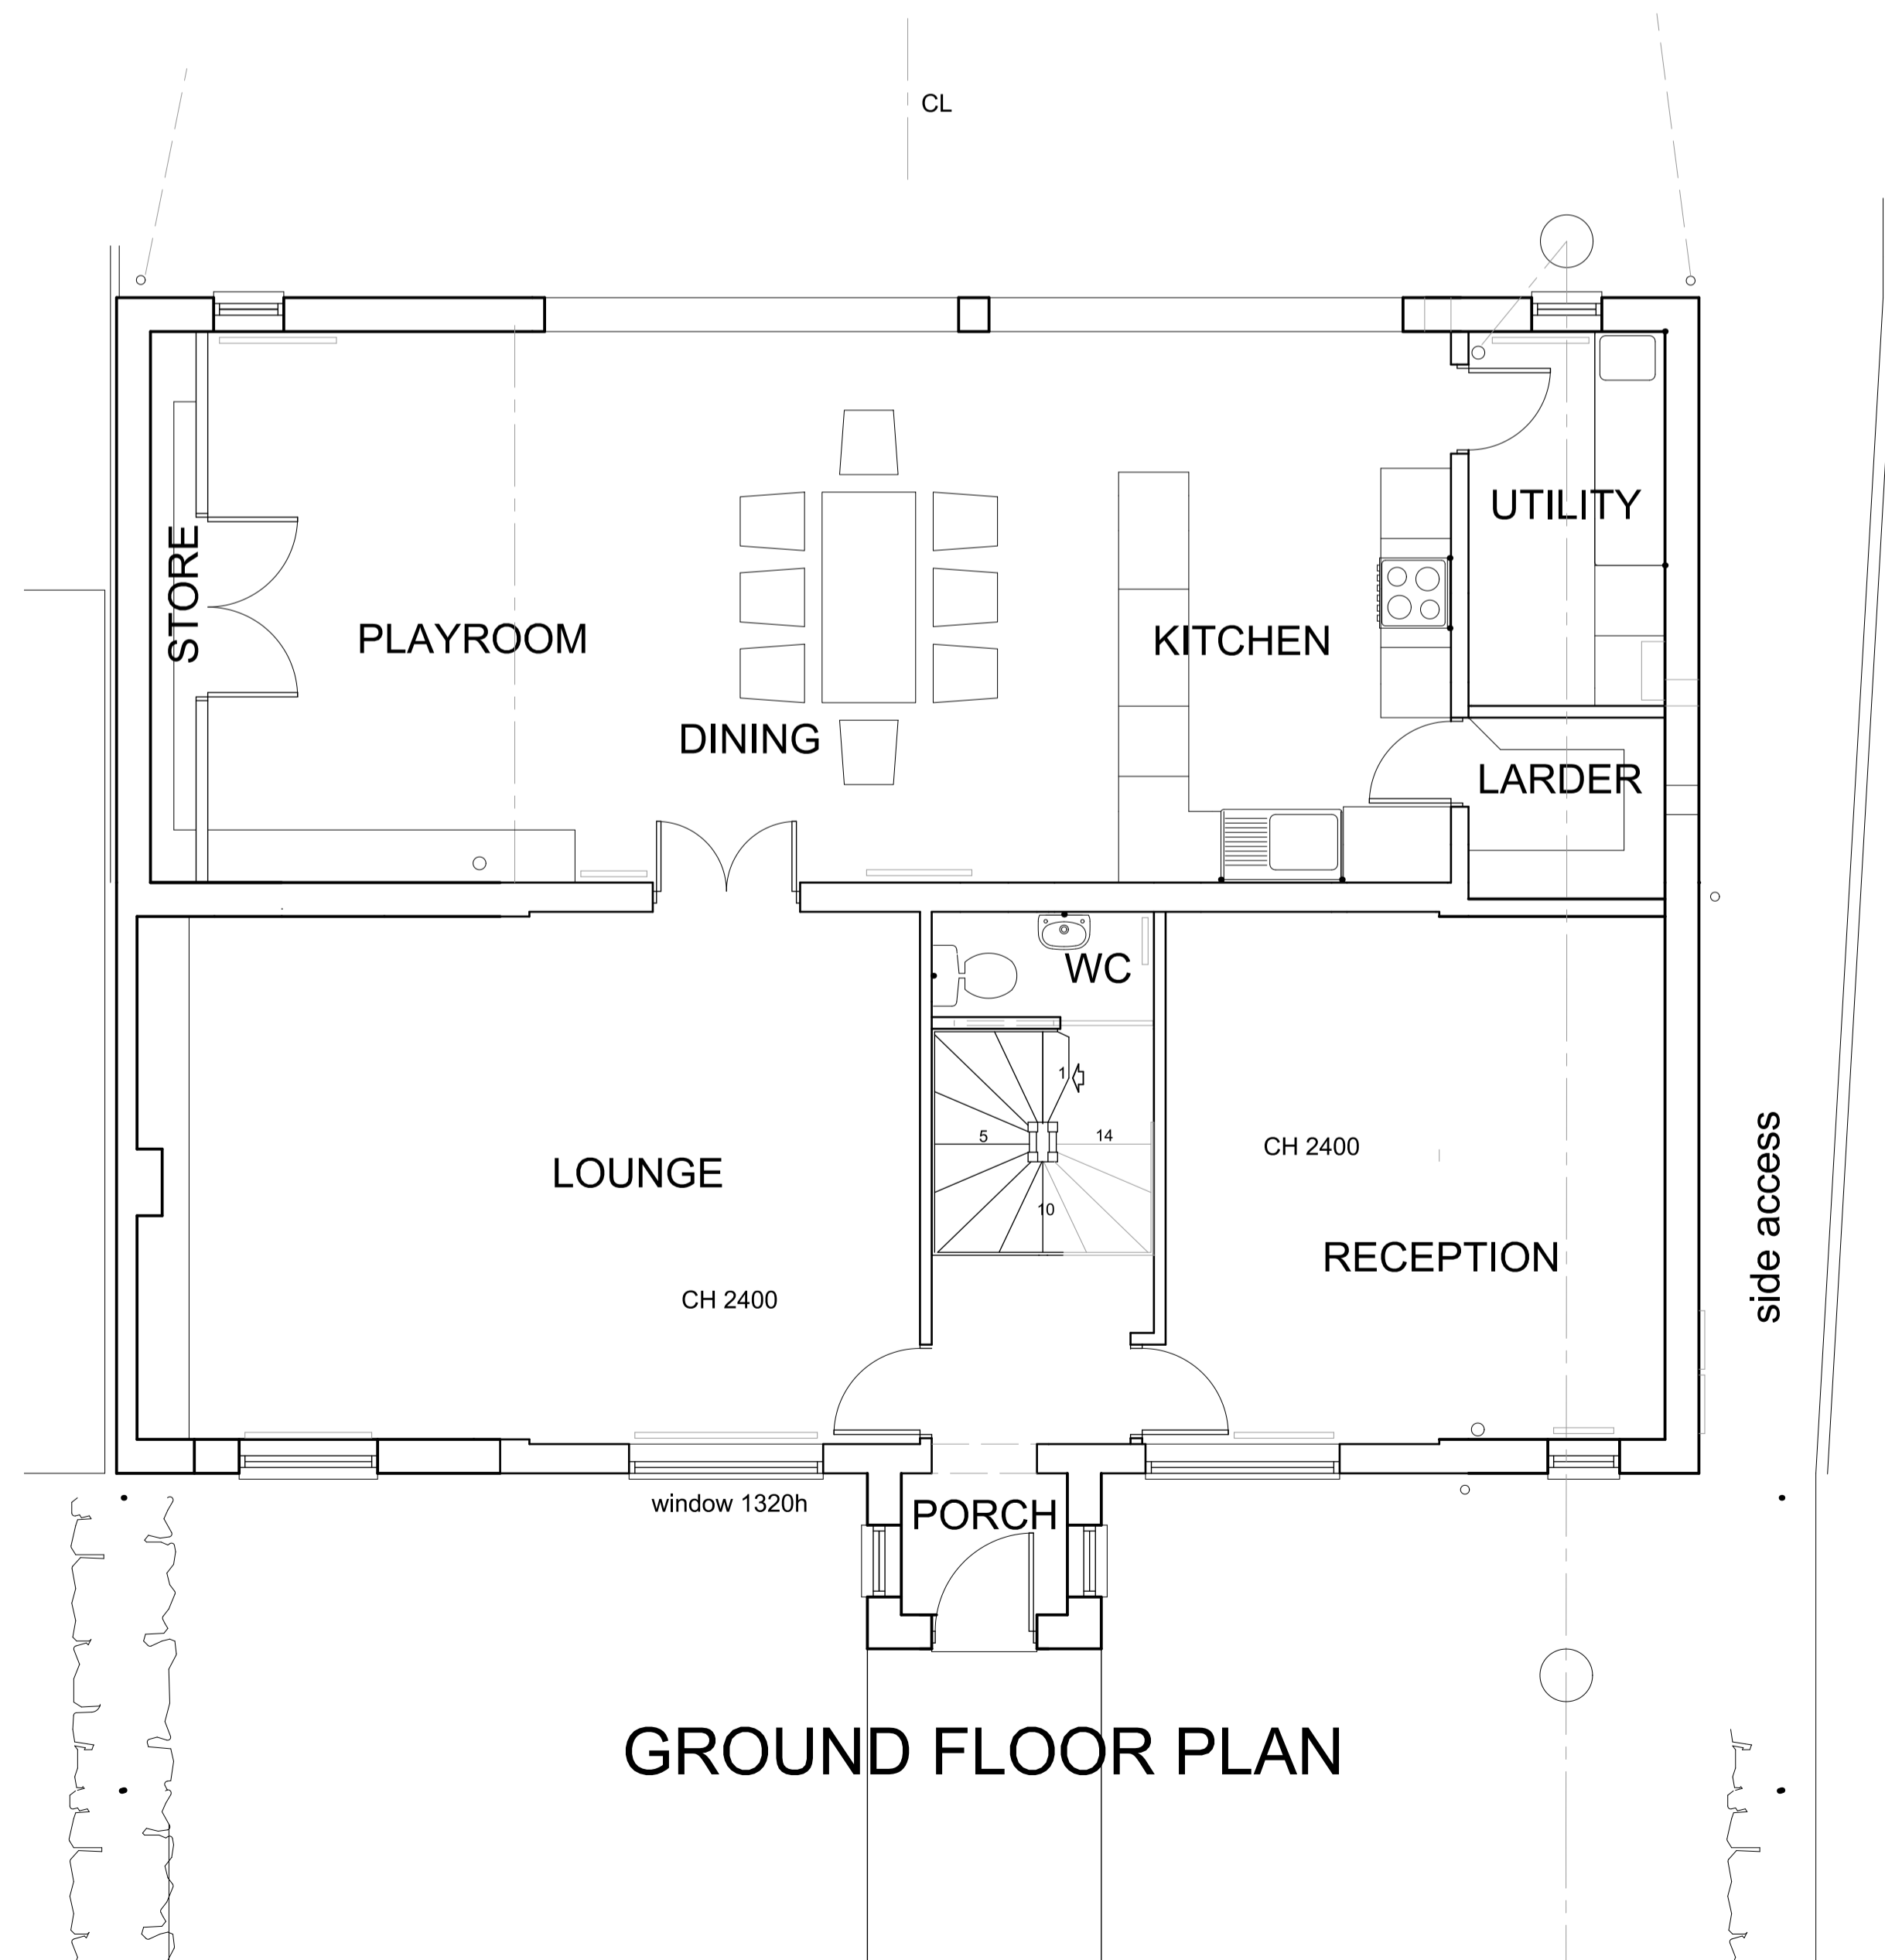 CL
UTILITY
STORE
PLAYROOM
KITCHEN
DINING
LARDER
WC
1
5
14
10
CH 2400
LOUNGE
RECEPTION
CH 2400
side access
window 1320h
PORCH
GROUND FLOOR PLAN